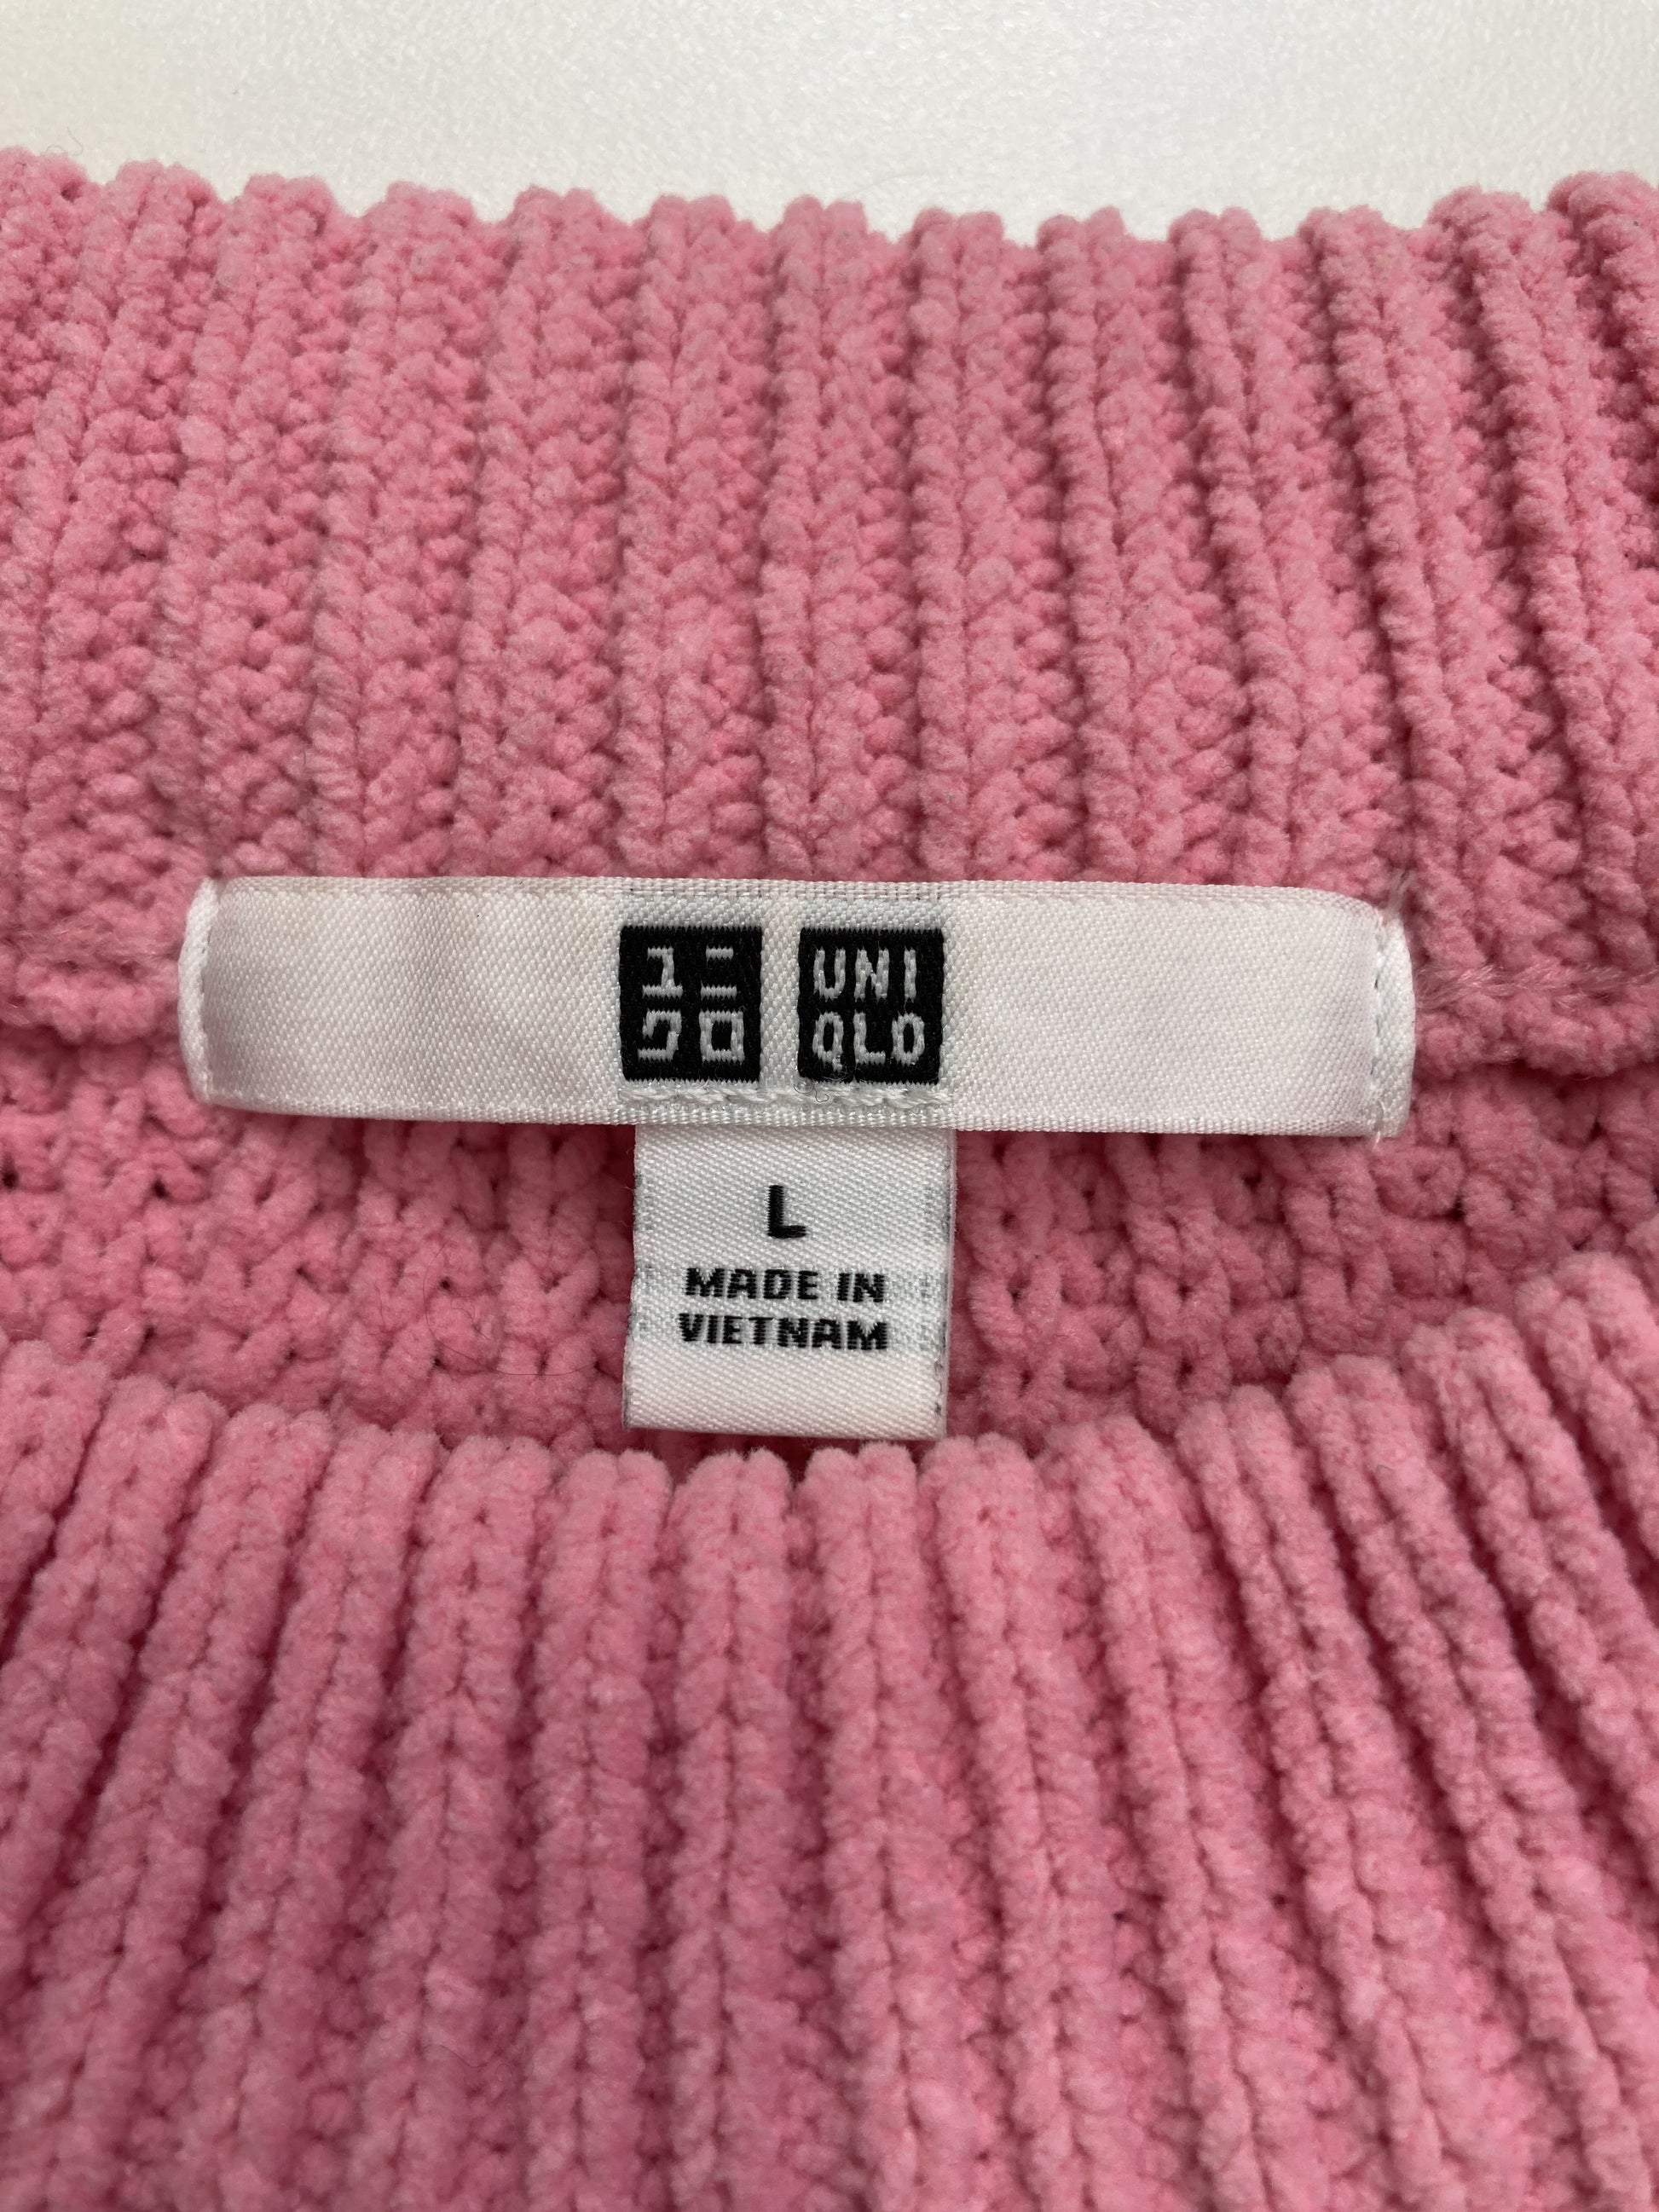 ユニ UNI
クロ QLO
L
MADE IN
VIETNAM